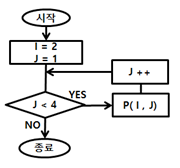 시작
I = 2
J = 1
J ++
J < 4
YES
P( I , J)
NO
종료